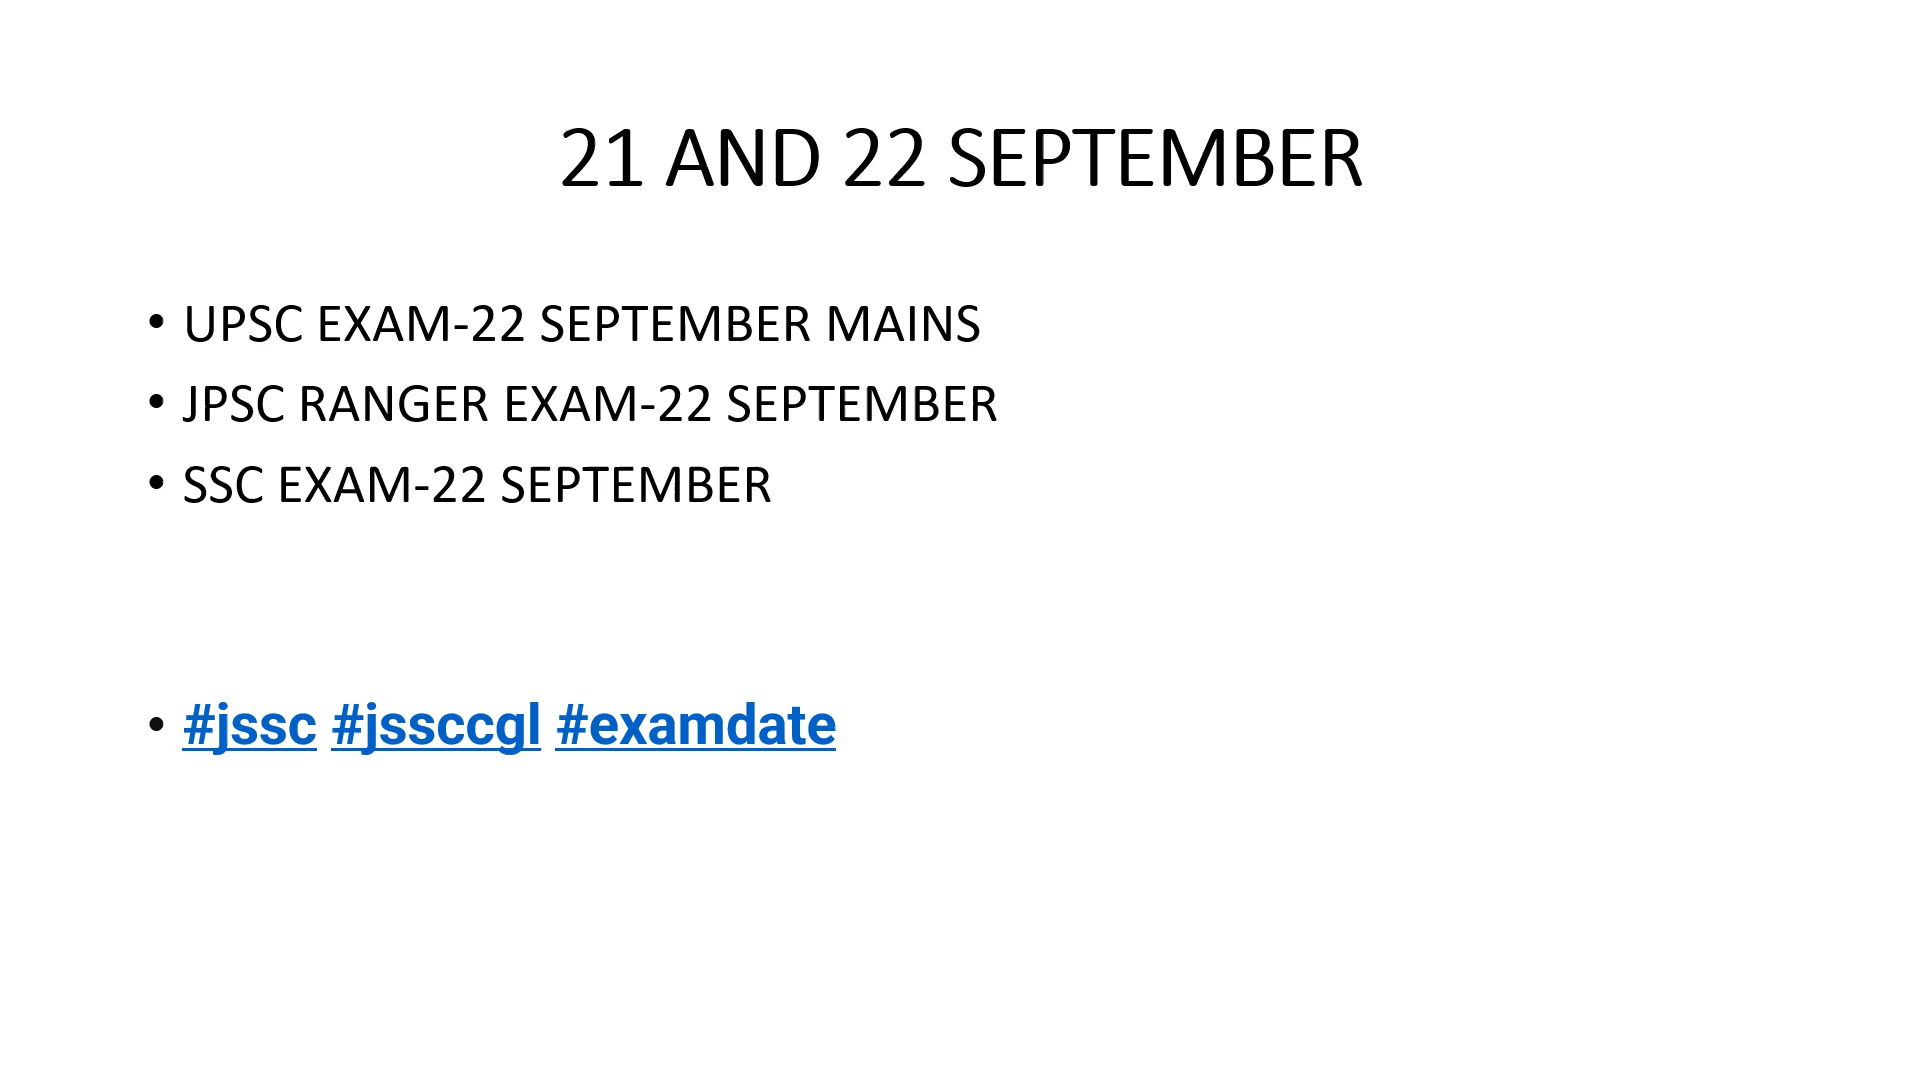 21 AND 22 SEPTEMBER
• UPSC EXAM-22 SEPTEMBER MAINS
• JPSC RANGER EXAM-22 SEPTEMBER
• SSC EXAM-22 SEPTEMBER
• #jssc #jssccgl #examdate